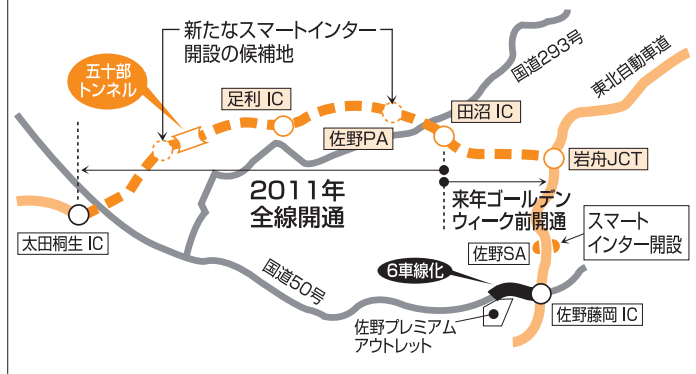 新たなスマートインター
開設の候補地
国道293号
東北自動車道
五十部
トンネル
足利 IC
田沼 IC
佐野PA
岩舟JCT
2011年
全線開通
来年ゴールデン
ウィーク前開通
太田桐生 IC
スマート
インター開設
佐野SA
6車線化
国道50号
佐野藤岡 IC
佐野プレミアム
アウトレット